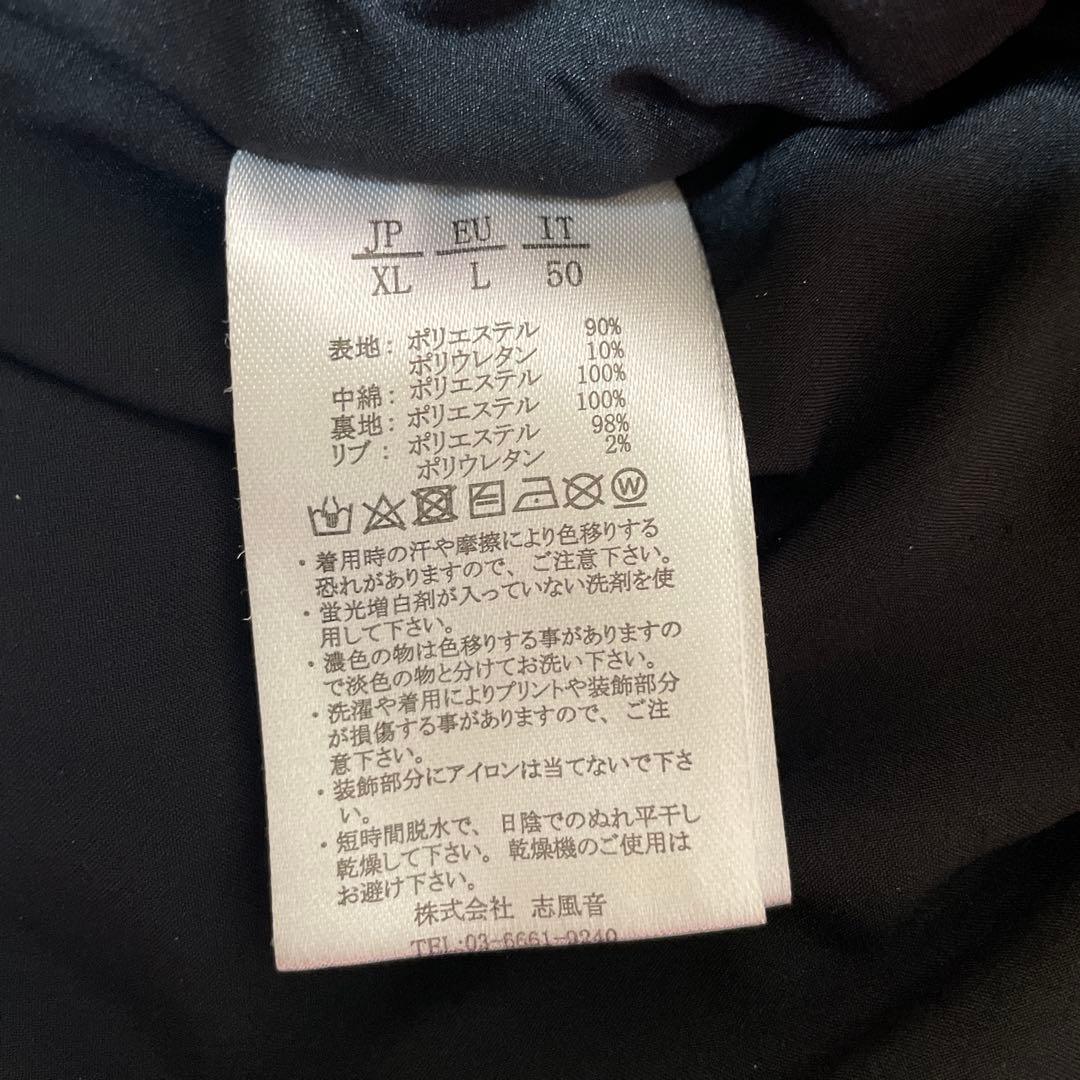 JP EU IT
XL L 50
表地: ポリエステル 90%
ポリウレタン 10%
中綿: ポリエステル 100%
裏地: ポリエステル 100%
リブ : ポリエステル 98%
ポリウレタン 2%
W
・着用時の汗や摩擦により色移りする
恐れがありますので、ご注意下さい。
・蛍光増白剤が入っていない洗剤を使
用して下さい。
・濃色の物は色移りする事がありますの
で淡色の物と分けてお洗い下さい。
・洗濯や着用によりプリントや装飾部分
が損傷する事がありますので、ご注
意下さい。
・装飾部分にアイロンは当てないで下さ
い。
・短時間脱水で、日陰でのぬれ平干し
乾燥して下さい。乾燥機のご使用は
お避け下さい。
株式会社 志風音
TEL:03-6661-9240